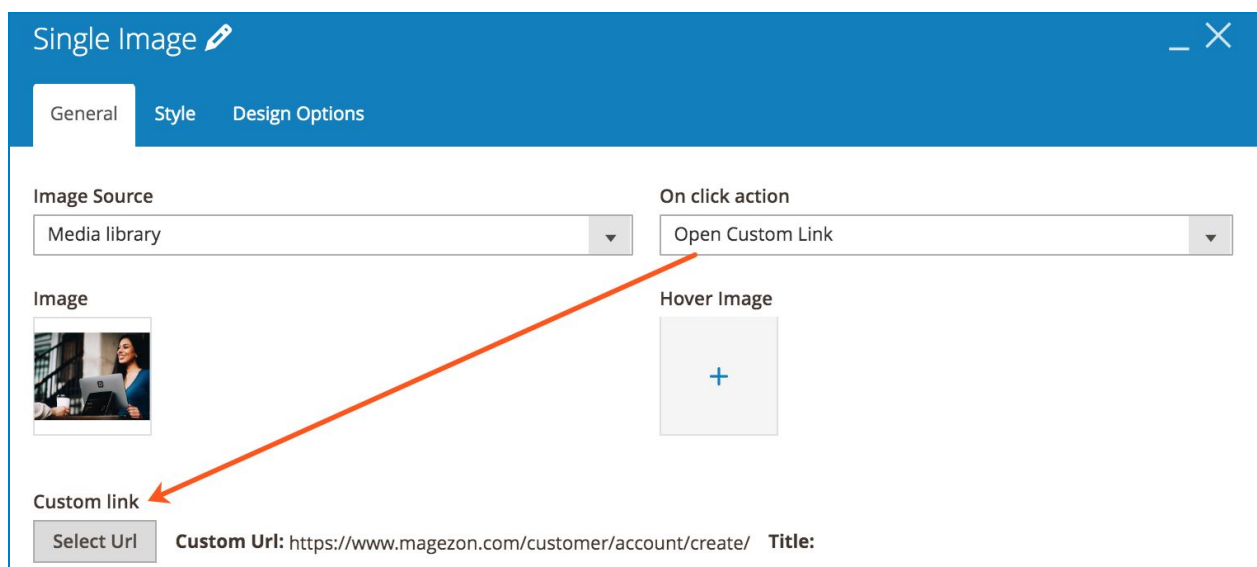 Single Image
General Style Design Options
Image Source On click action
Media library Open Custom Link
Image Hover Image
+
Custom link
Select Url Custom Url: https://www.magezon.com/customer/account/create/ Title: